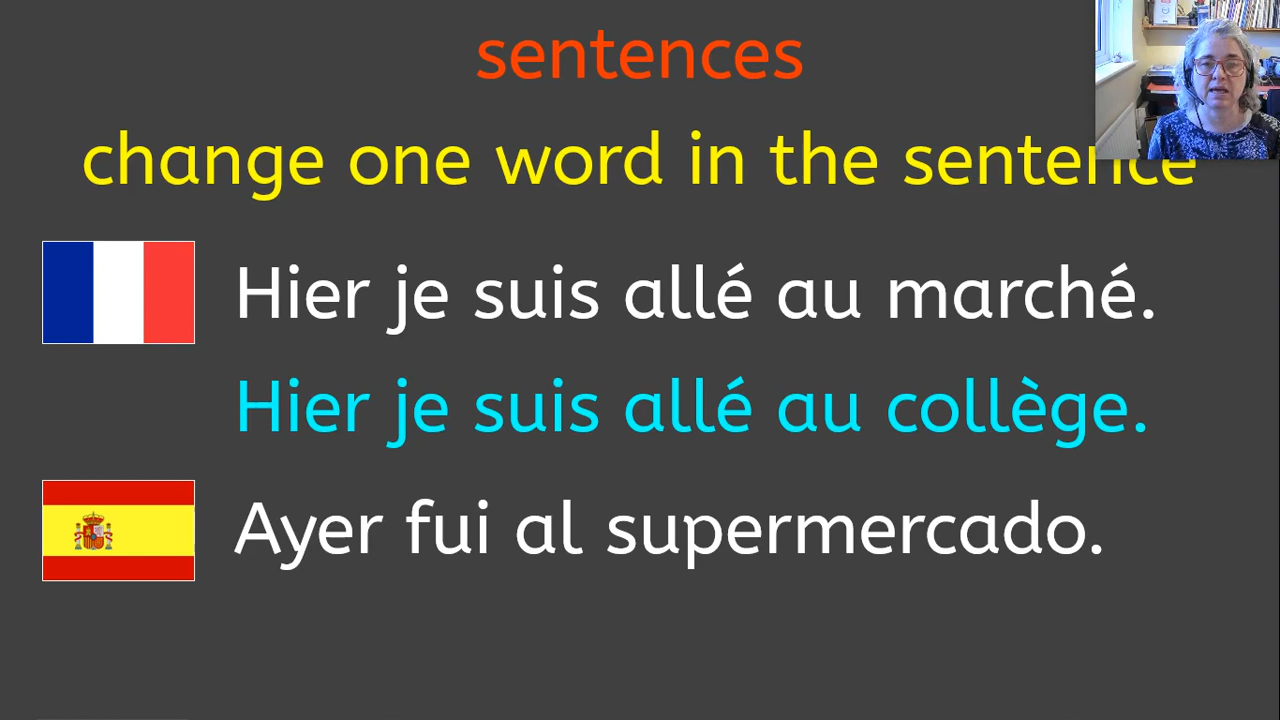 sentences
change one word in the sentence
Hier je suis allé au marché.
Hier je suis allé au collège.
Ayer fui al supermercado.